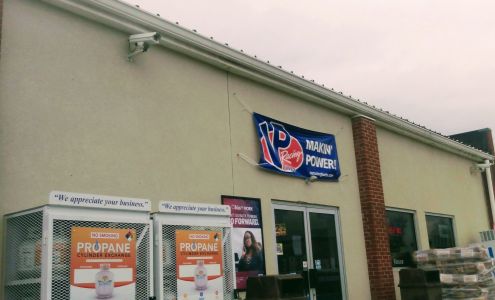 VP
Racing
MAKIN'
POWER!
"We appreciate your business."
"We appreciate your business."
NO SMOKING
PROPANE
CYLINDER EXCHANGE
NO SMOKING
PROPANE
CYLINDER EXCHANGE
FORWARD.